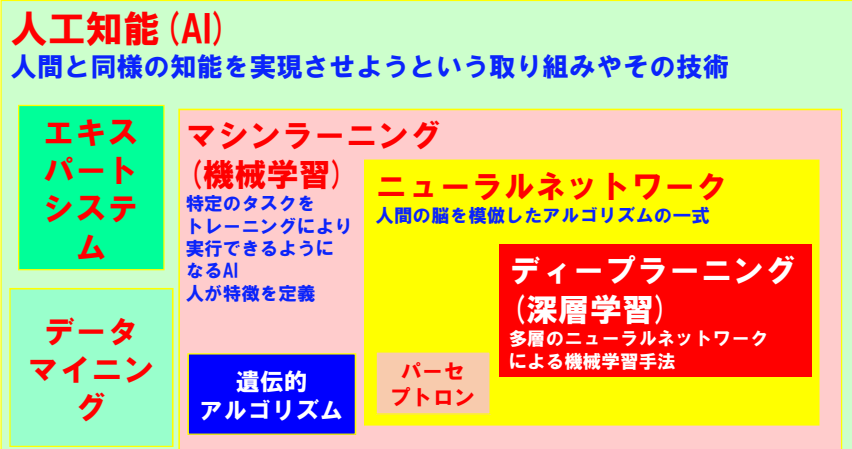 人工知能(AI)
人間と同様の知能を実現させようという取り組みやその技術
エキス
パート
システ
ム
データ
マイニン
グ
マシンラーニング
(機械学習)
特定のタスクを
トレーニングにより
実行できるように
なるAI
人が特徴を定義
遺伝的
アルゴリズム
ニューラルネットワーク
人間の脳を模倣したアルゴリズムの一式
パーセ
プトロン
ディープラーニング
(深層学習)
多層のニューラルネットワーク
による機械学習手法